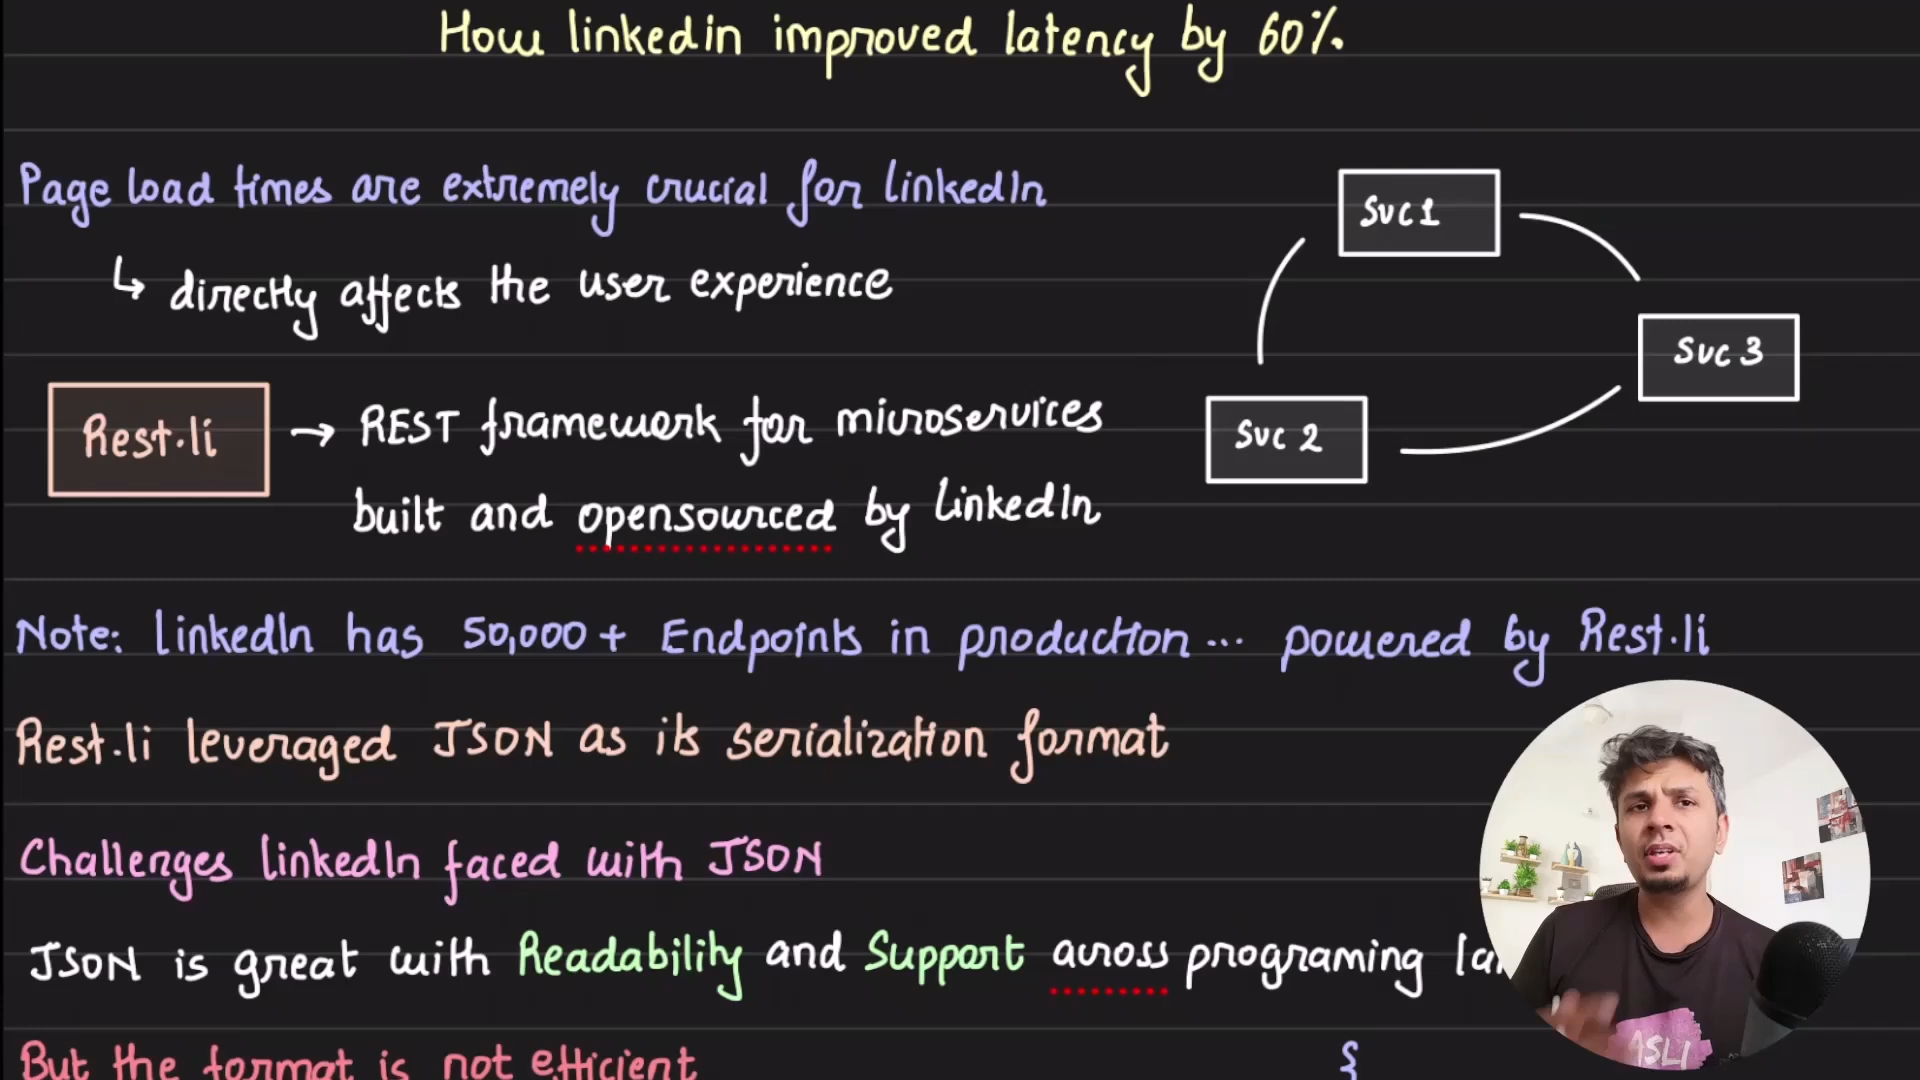 How linkedin improved latency by 60%.
Page load times are extremely crucial for LinkedIn
↳ directly affects the user experience
Svc 1
Svc 3
Svc 2
Rest.li → REST framework for microservices
built and opensourced by LinkedIn
Note: LinkedIn has 50,000+ Endpoints in production... powered by Rest.li
Rest.li leveraged JSON as its serialization format
Challenges LinkedIn faced with JSON
JSON is great with Readability and Support across programing
But the format is not efficient
{